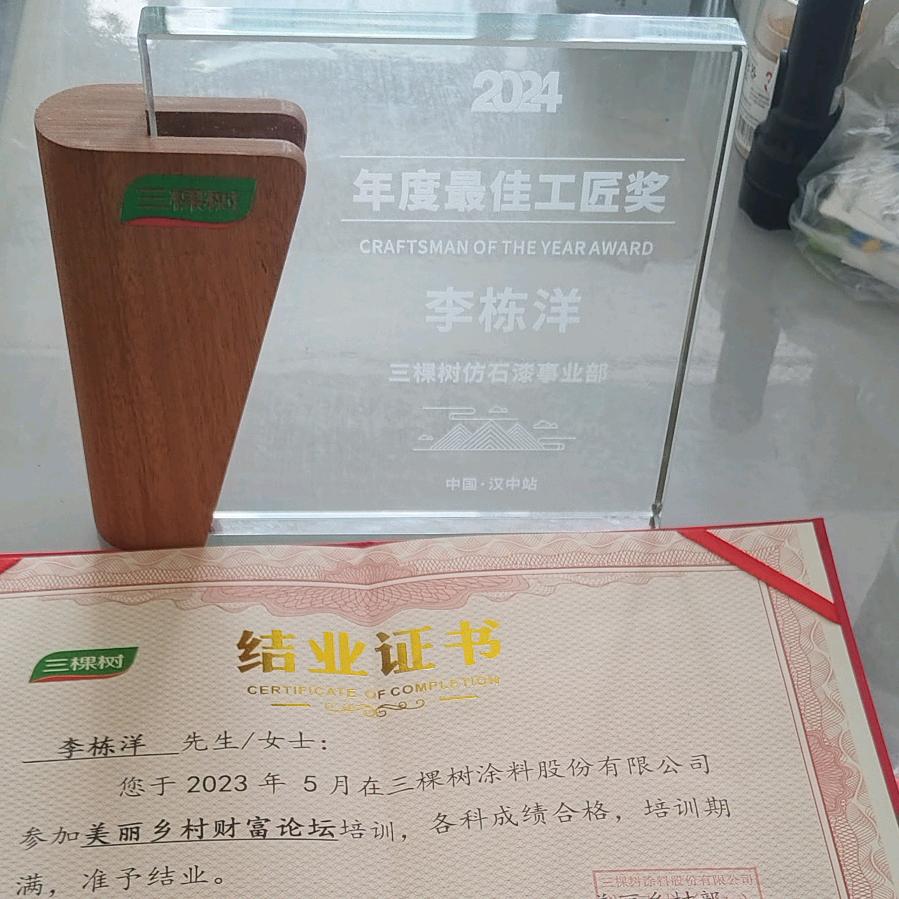 2024
三棵树
年度最佳工匠奖
CRAFTSMAN OF THE YEAR AWARD
李栋洋
三棵树仿石漆事业部
中国·汉中站
三棵树
结业证书
CERTIFICATE OF COMPLETION
李栋洋 先生/女士：
您于 2023 年 5 月在三棵树涂料股份有限公司
参加美丽乡村财富论坛培训，各科成绩合格，培训期
满，准予结业。
三棵树涂料股份有限公司